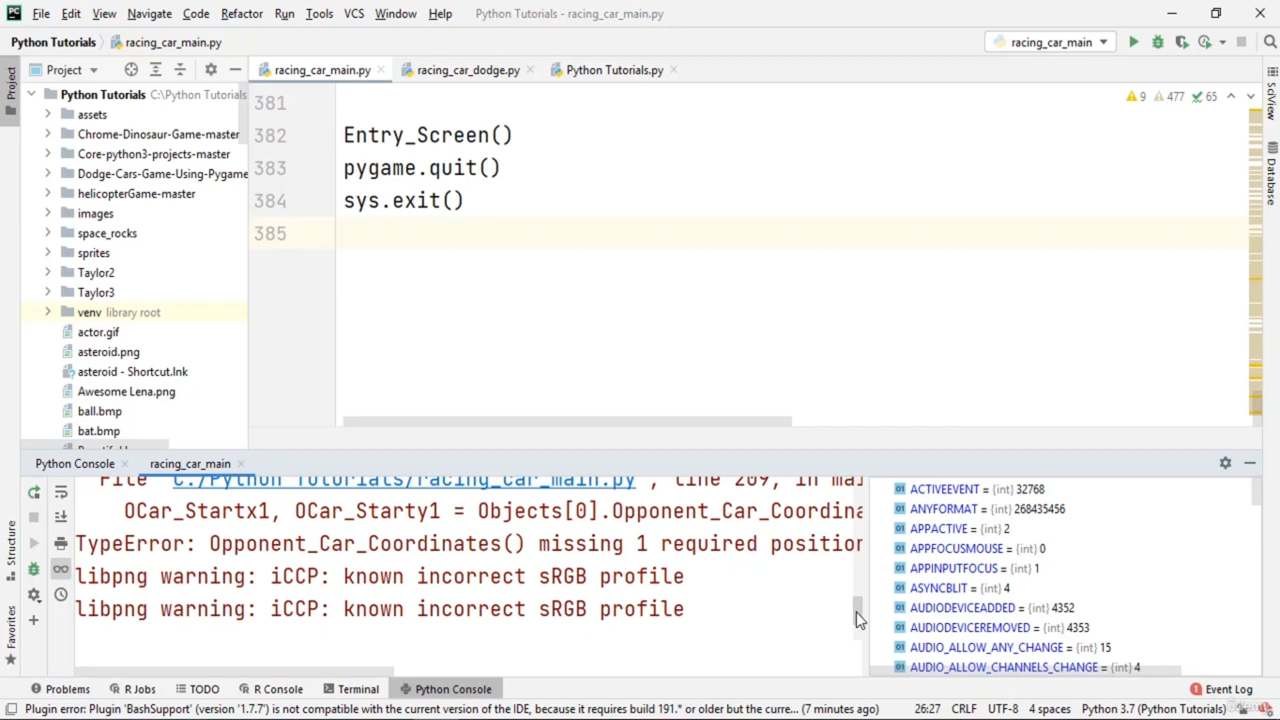 PC File Edit View Navigate Code Refactor Run Tools VCS Window Help Python Tutorials - racing_car_main.py
Python Tutorials racing_car_main.py racing_car_main
Project racing_car_main.py racing_car_dodge.py Python Tutorials.py
Project
Python Tutorials C:\Python Tutorials
assets
Chrome-Dinosaur-Game-master
Core-python3-projects-master
Dodge-Cars-Game-Using-Pygame
helicopterGame-master
images
space_rocks
sprites
Taylor2
Taylor3
venv library root
actor.gif
asteroid.png
asteroid - Shortcut.lnk
Awesome Lena.png
ball.bmp
bat.bmp
381
382 Entry_Screen()
383 pygame.quit()
384 sys.exit()
385
9 477 65
SciView
Database
Python Console racing_car_main
File "C:/Python Tutorials/racing_car_main.py", line 209, in mai
OCar_Startx1, OCar_Starty1 = Objects[0].Opponent_Car_Coordina
TypeError: Opponent_Car_Coordinates() missing 1 required position
libpng warning: iCCP: known incorrect sRGB profile
libpng warning: iCCP: known incorrect sRGB profile
ACTIVEEVENT = {int} 32768
ANYFORMAT = {int} 268435456
APPACTIVE = {int} 2
APPFOCUSMOUSE = {int} 0
APPINPUTFOCUS = {int} 1
ASYNCBLIT = {int} 4
AUDIODEVICEADDED = {int} 4352
AUDIODEVICEREMOVED = {int} 4353
AUDIO_ALLOW_ANY_CHANGE = {int} 15
AUDIO_ALLOW_CHANNELS_CHANGE = {int} 4
Structure
Favorites
Problems R Jobs TODO R Console Terminal Python Console Event Log
Plugin error: Plugin 'BashSupport' (version '1.7.7') is not compatible with the current version of the IDE, because it requires build 191.* or older but the curre... (7 minutes ago) 26:27 CRLF UTF-8 4 spaces Python 3.7 (Python Tutorials)